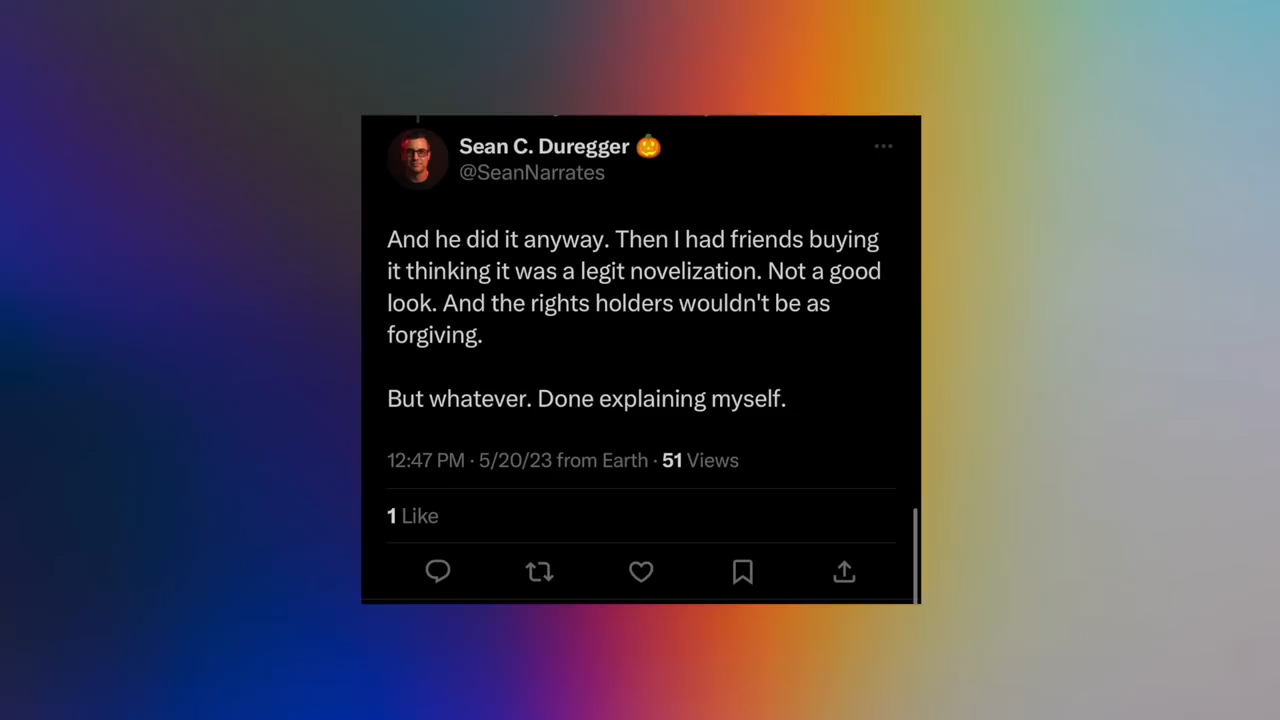 Sean C. Duregger 🎃
@SeanNarrates
And he did it anyway. Then I had friends buying
it thinking it was a legit novelization. Not a good
look. And the rights holders wouldn't be as
forgiving.
But whatever. Done explaining myself.
12:47 PM · 5/20/23 from Earth · 51 Views
1 Like